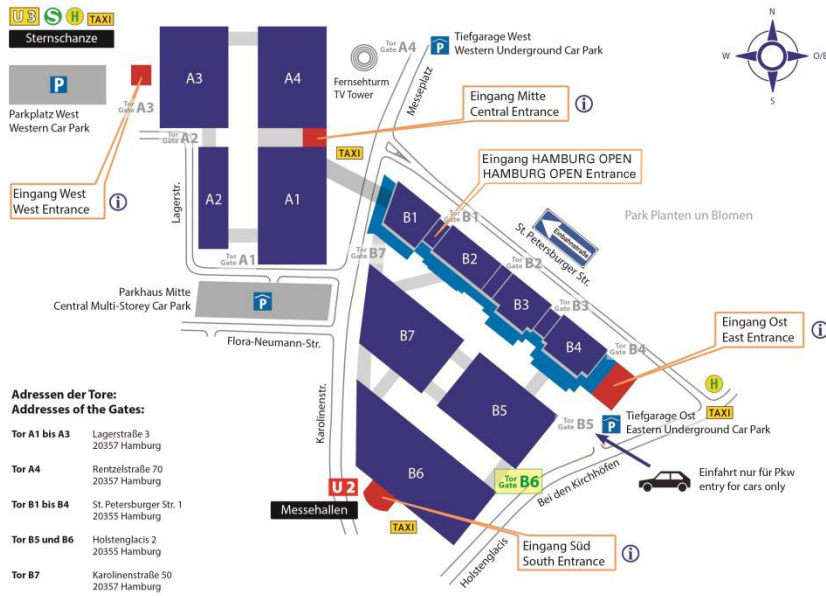 U3 S H TAXI
Sternschanze
P
Parkplatz West
Western Car Park
Tor
Gate A3
A3
A4
Fernsehturm
TV Tower
Tor
Gate A4
Messeplatz
P
Tiefgarage West
Western Underground Car Park
N
W
O/E
S
Eingang Mitte
Central Entrance
i
Tor
Gate A2
TAXI
Eingang West
West Entrance
i
Lagerstr.
A2
A1
Tor
Gate A1
Eingang HAMBURG OPEN
HAMBURG OPEN Entrance
Park Planten un Blomen
Einbahnstraße
St. Petersburger Str.
B1
Tor
Gate B1
B2
Tor
Gate B2
B3
Tor
Gate B3
B4
Tor
Gate B4
Tor
Gate B7
Parkhaus Mitte
Central Multi-Storey Car Park
P
Flora-Neumann-Str.
Karolinenstr.
B7
B5
B6
Eingang Ost
East Entrance
i
H
TAXI
Tor
Gate B5
P
Tiefgarage Ost
Eastern Underground Car Park
Einfahrt nur für Pkw
entry for cars only
Bei den Kirchhöfen
Tor
Gate B6
Holstenglacis
U2
Messehallen
TAXI
Eingang Süd
South Entrance
i
Adressen der Tore:
Addresses of the Gates:
Tor A1 bis A3 Lagerstraße 3
20357 Hamburg
Tor A4 Rentzelstraße 70
20357 Hamburg
Tor B1 bis B4 St. Petersburger Str. 1
20355 Hamburg
Tor B5 und B6 Holstenglacis 2
20355 Hamburg
Tor B7 Karolinenstraße 50
20357 Hamburg